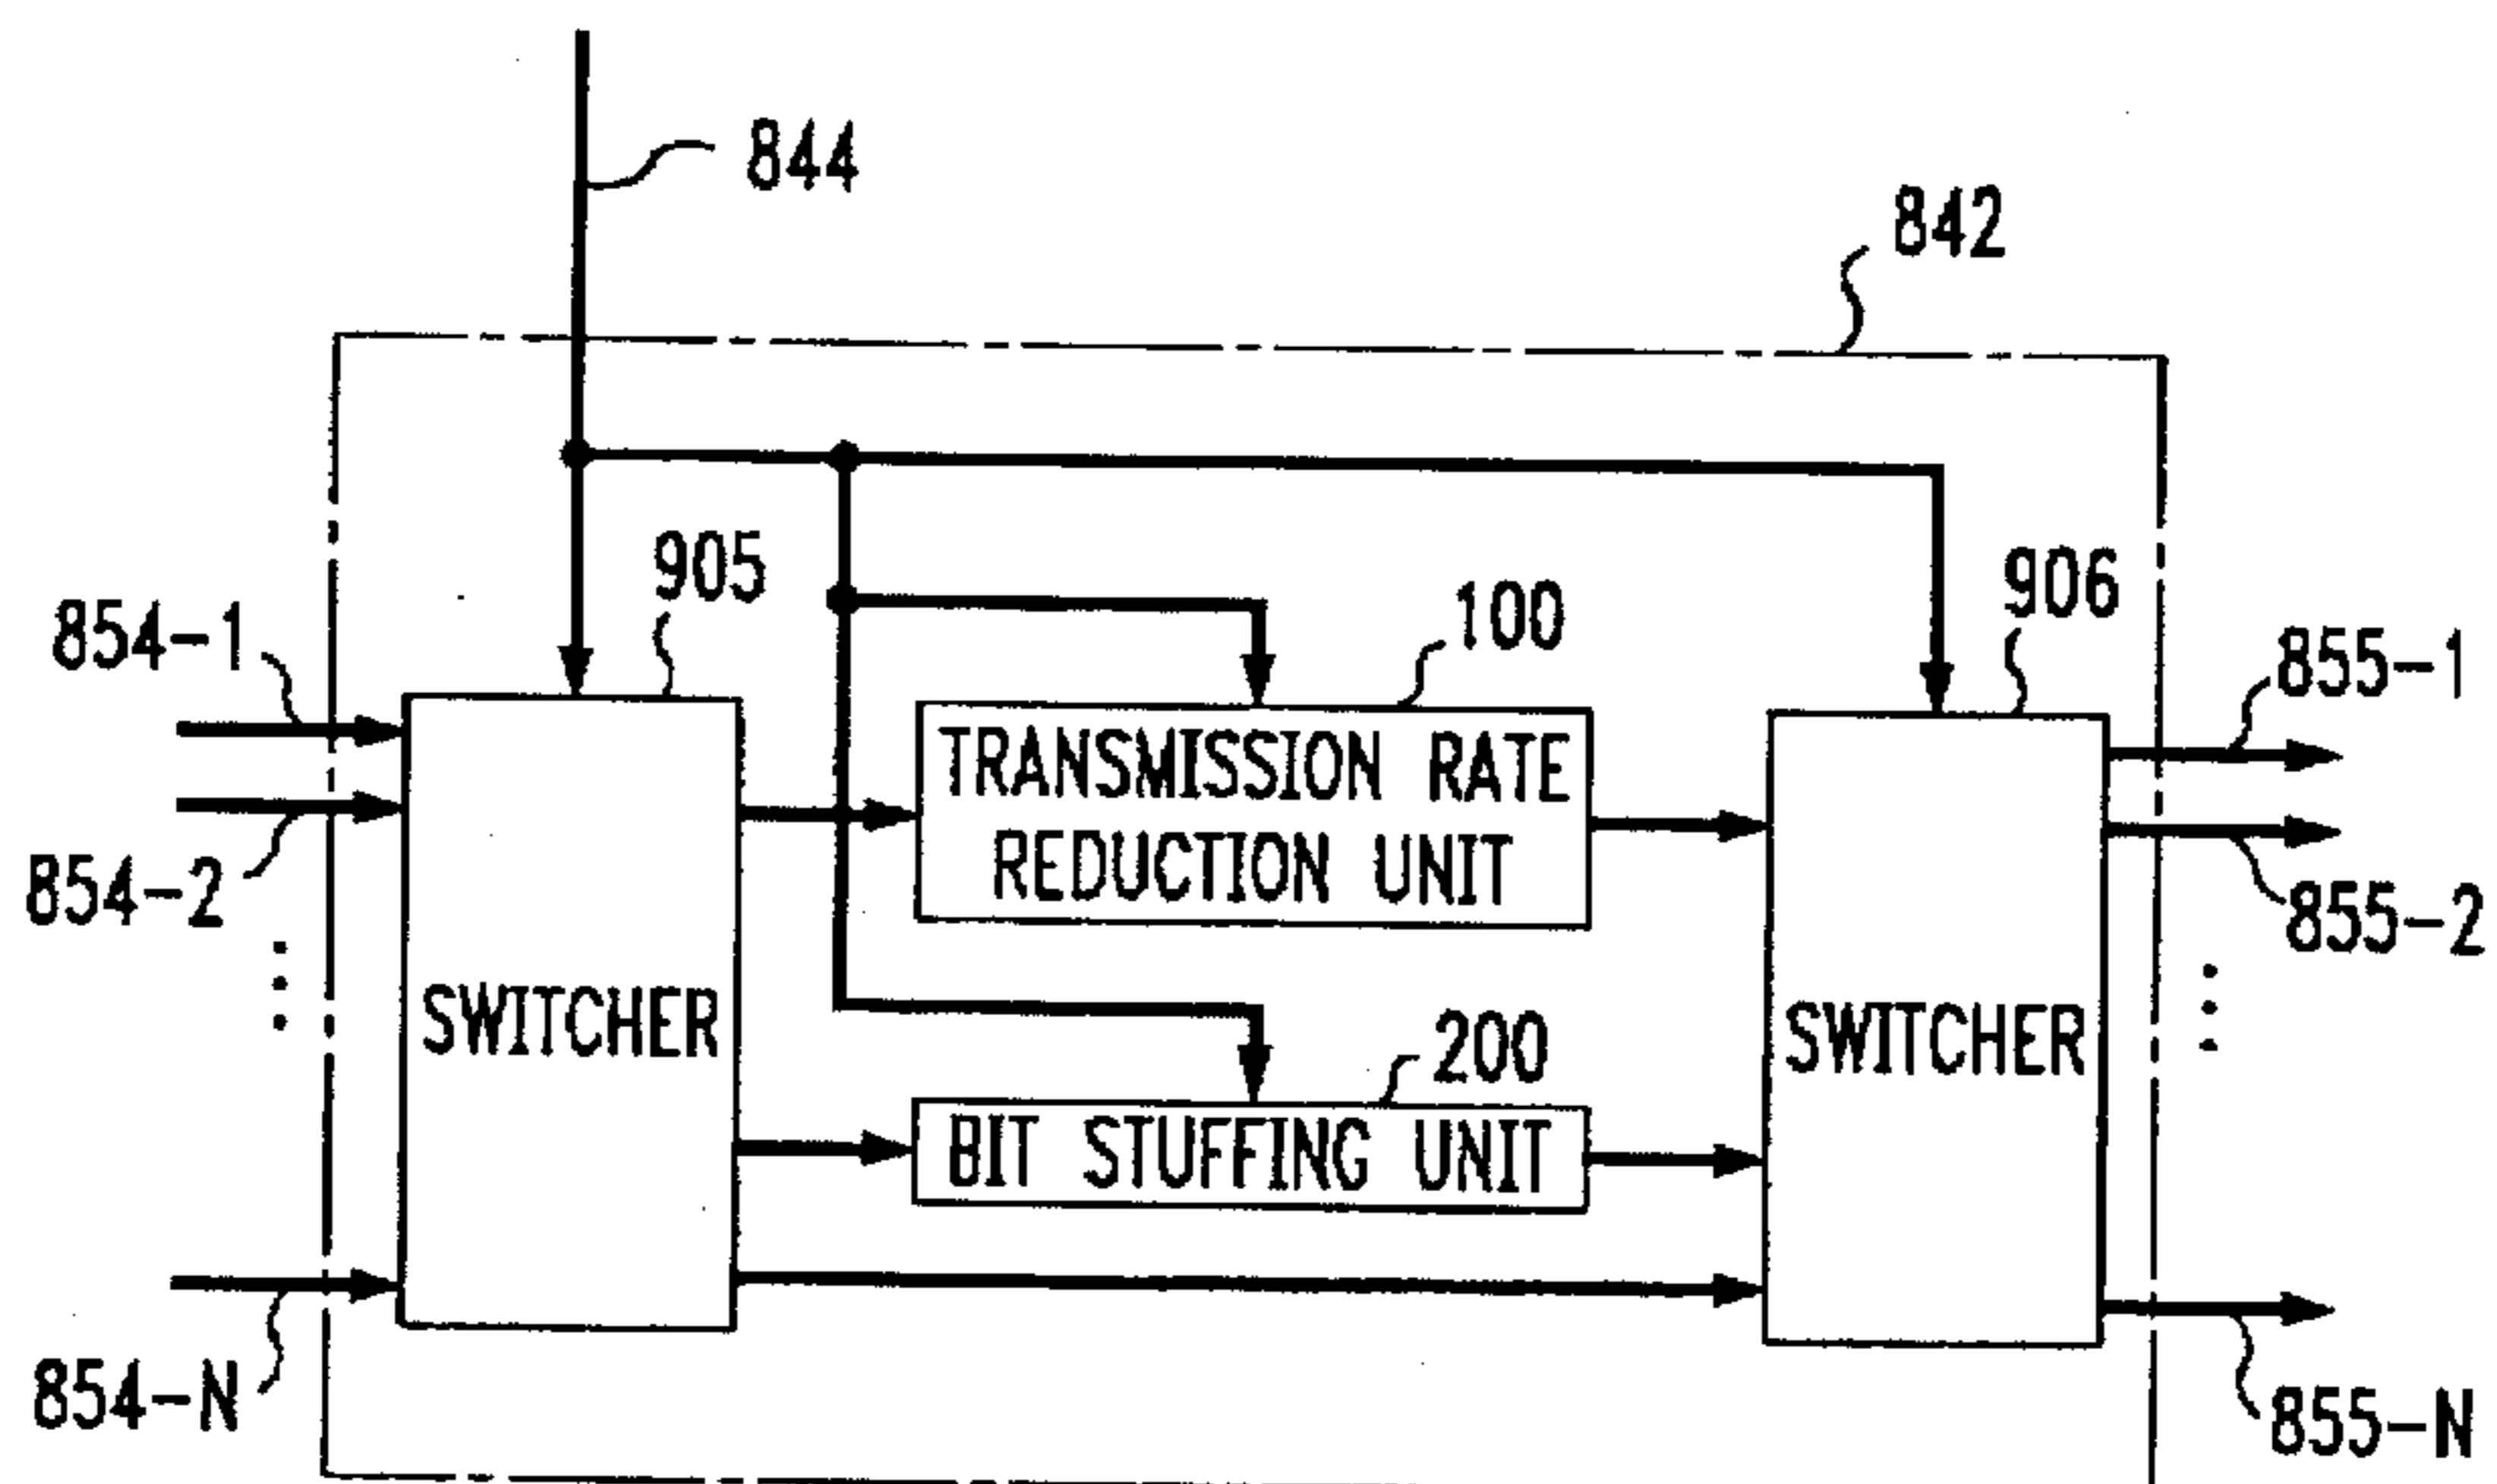 844
842
905
906
100
854-1
855-1
TRANSMISSION RATE
REDUCTION UNIT
854-2
855-2
SWITCHER
SWITCHER
200
BIT STUFFING UNIT
854-N
855-N